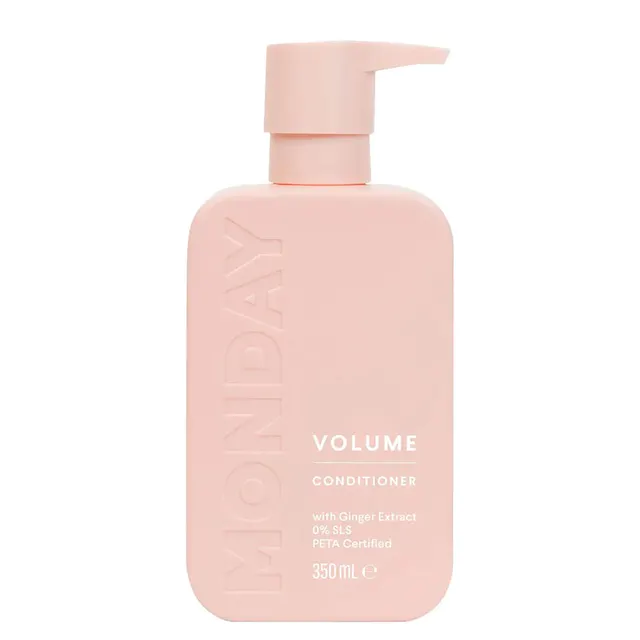 MONDAY
VOLUME
CONDITIONER
with Ginger Extract
0% SLS
PETA Certified
350 mL ℮